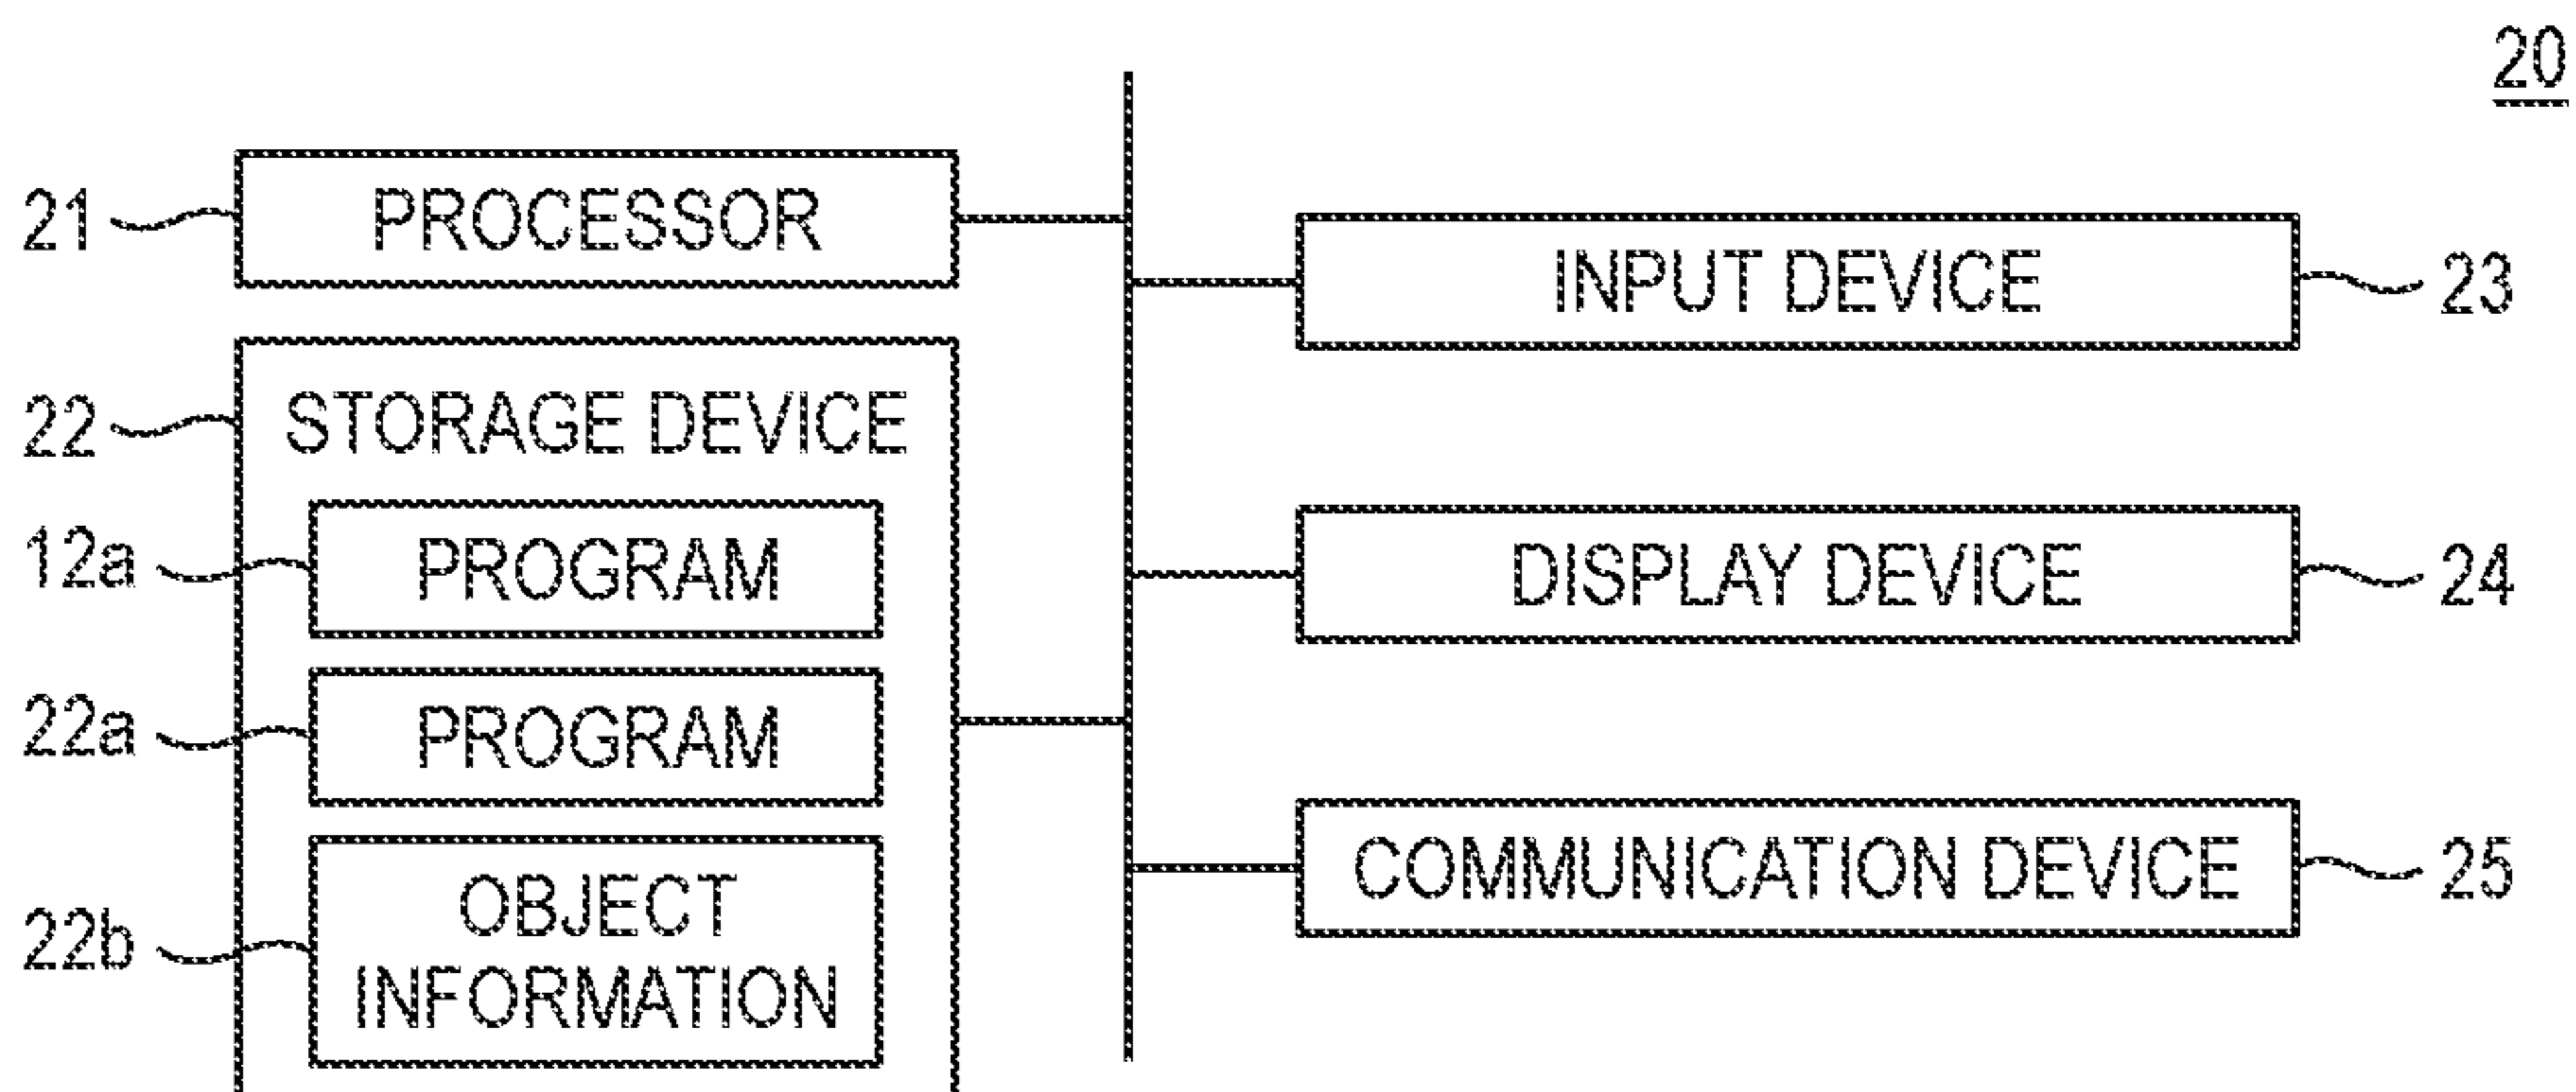 20
21 PROCESSOR
INPUT DEVICE 23
22 STORAGE DEVICE
12a PROGRAM
DISPLAY DEVICE 24
22a PROGRAM
COMMUNICATION DEVICE 25
22b OBJECT
INFORMATION